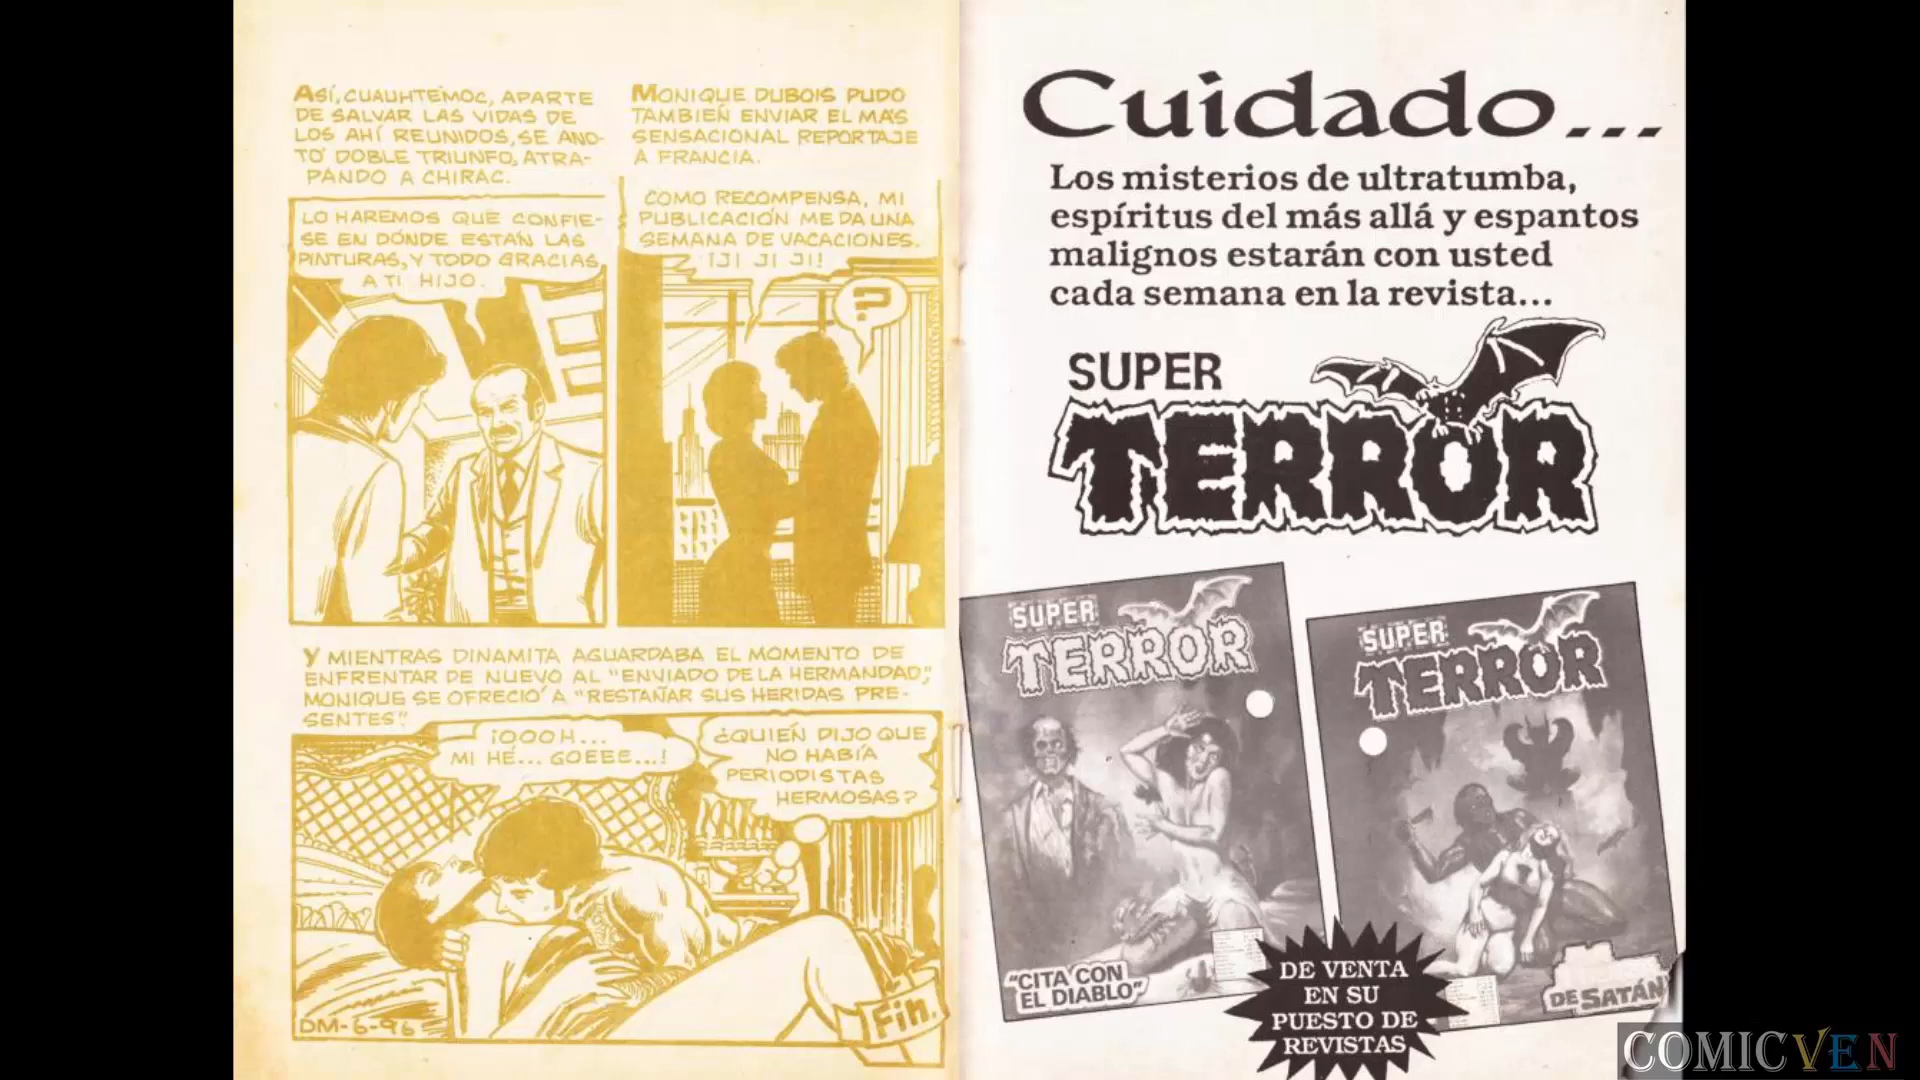 ASÍ, CUAUHTÉMOC, APARTE
DE SALVAR LAS VIDAS DE
LOS AHÍ REUNIDOS, SE ANO-
TÓ DOBLE TRIUNFO, ATRA-
PANDO A CHIRAC.
LO HAREMOS QUE CONFIE-
SE EN DÓNDE ESTÁN LAS
PINTURAS, Y TODO GRACIAS
A TI HIJO.
MONIQUE DUBOIS PUDO
TAMBIÉN ENVIAR EL MÁS
SENSACIONAL REPORTAJE
A FRANCIA.
COMO RECOMPENSA, MI
PUBLICACIÓN ME DA UNA
SEMANA DE VACACIONES.
¡JI JI JI!
?
Y MIENTRAS DINAMITA AGUARDABA EL MOMENTO DE
ENFRENTAR DE NUEVO AL "ENVIADO DE LA HERMANDAD",
MONIQUE SE OFRECIÓ A "RESTAÑAR SUS HERIDAS PRE-
SENTES".
¡OOOH...
MI HÉ... GOEEE...!
¿QUIÉN DIJO QUE
NO HABÍA
PERIODISTAS
HERMOSAS?
DM-6-96
Fin.
Cuidado...
Los misterios de ultratumba,
espíritus del más allá y espantos
malignos estarán con usted
cada semana en la revista...
SUPER
TERROR
SUPER
TERROR
"CITA CON
EL DIABLO"
SUPER
TERROR
DE SATÁN
DE VENTA
EN SU
PUESTO DE
REVISTAS
COMICVEN